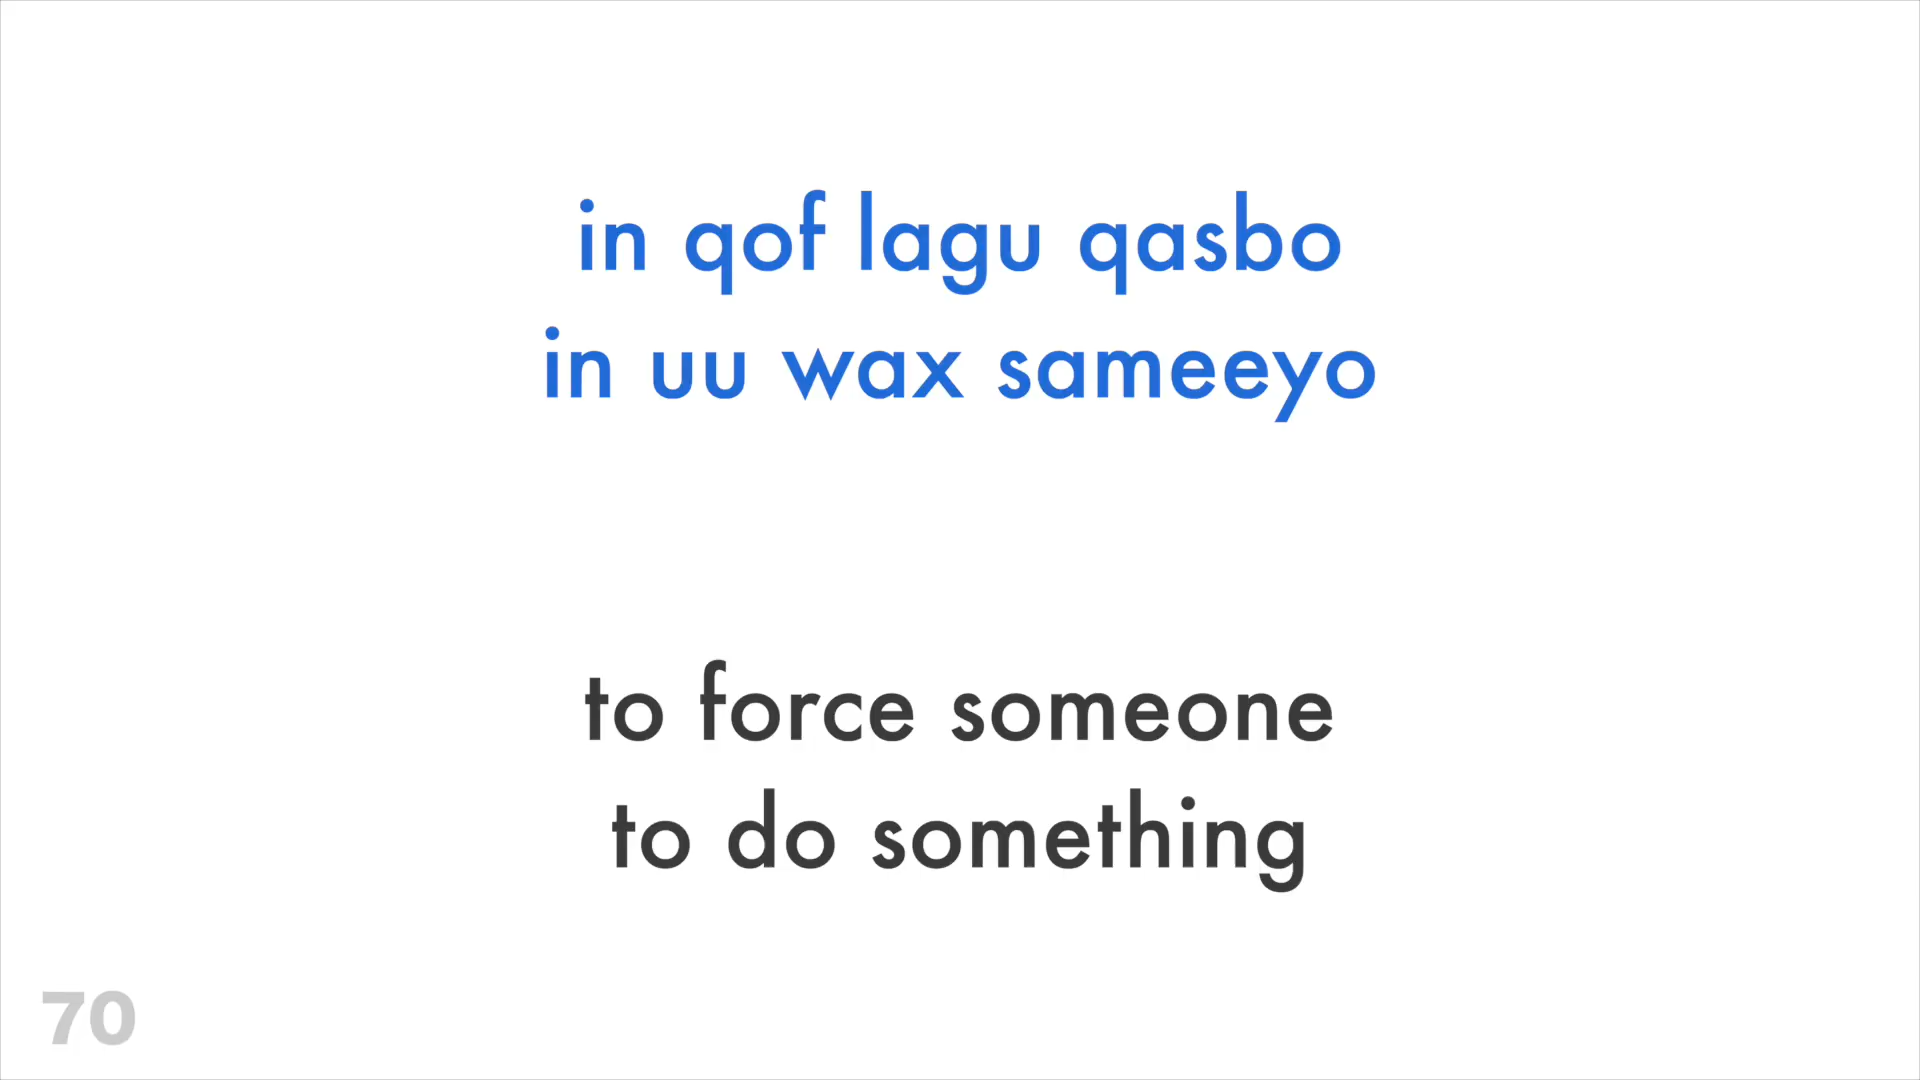 in qof lagu qasbo
in uu wax sameeyo
to force someone
to do something
70